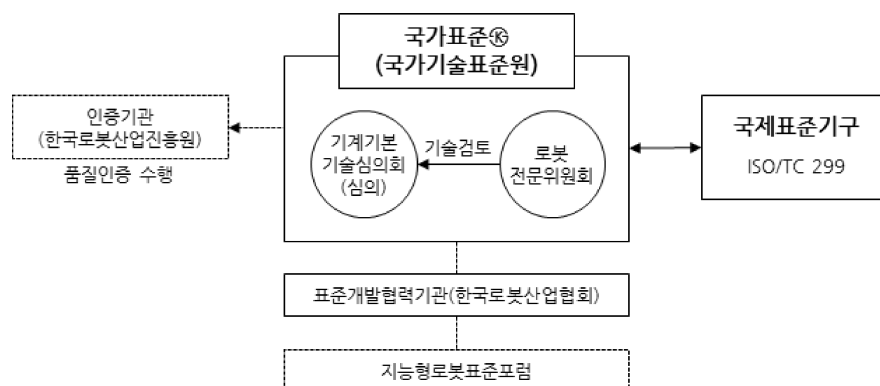 국가표준㉿
(국가기술표준원)
인증기관
(한국로봇산업진흥원)
품질인증 수행
기계기본
기술심의회
(심의)
기술검토
로봇
전문위원회
국제표준기구
ISO/TC 299
표준개발협력기관(한국로봇산업협회)
지능형로봇표준포럼